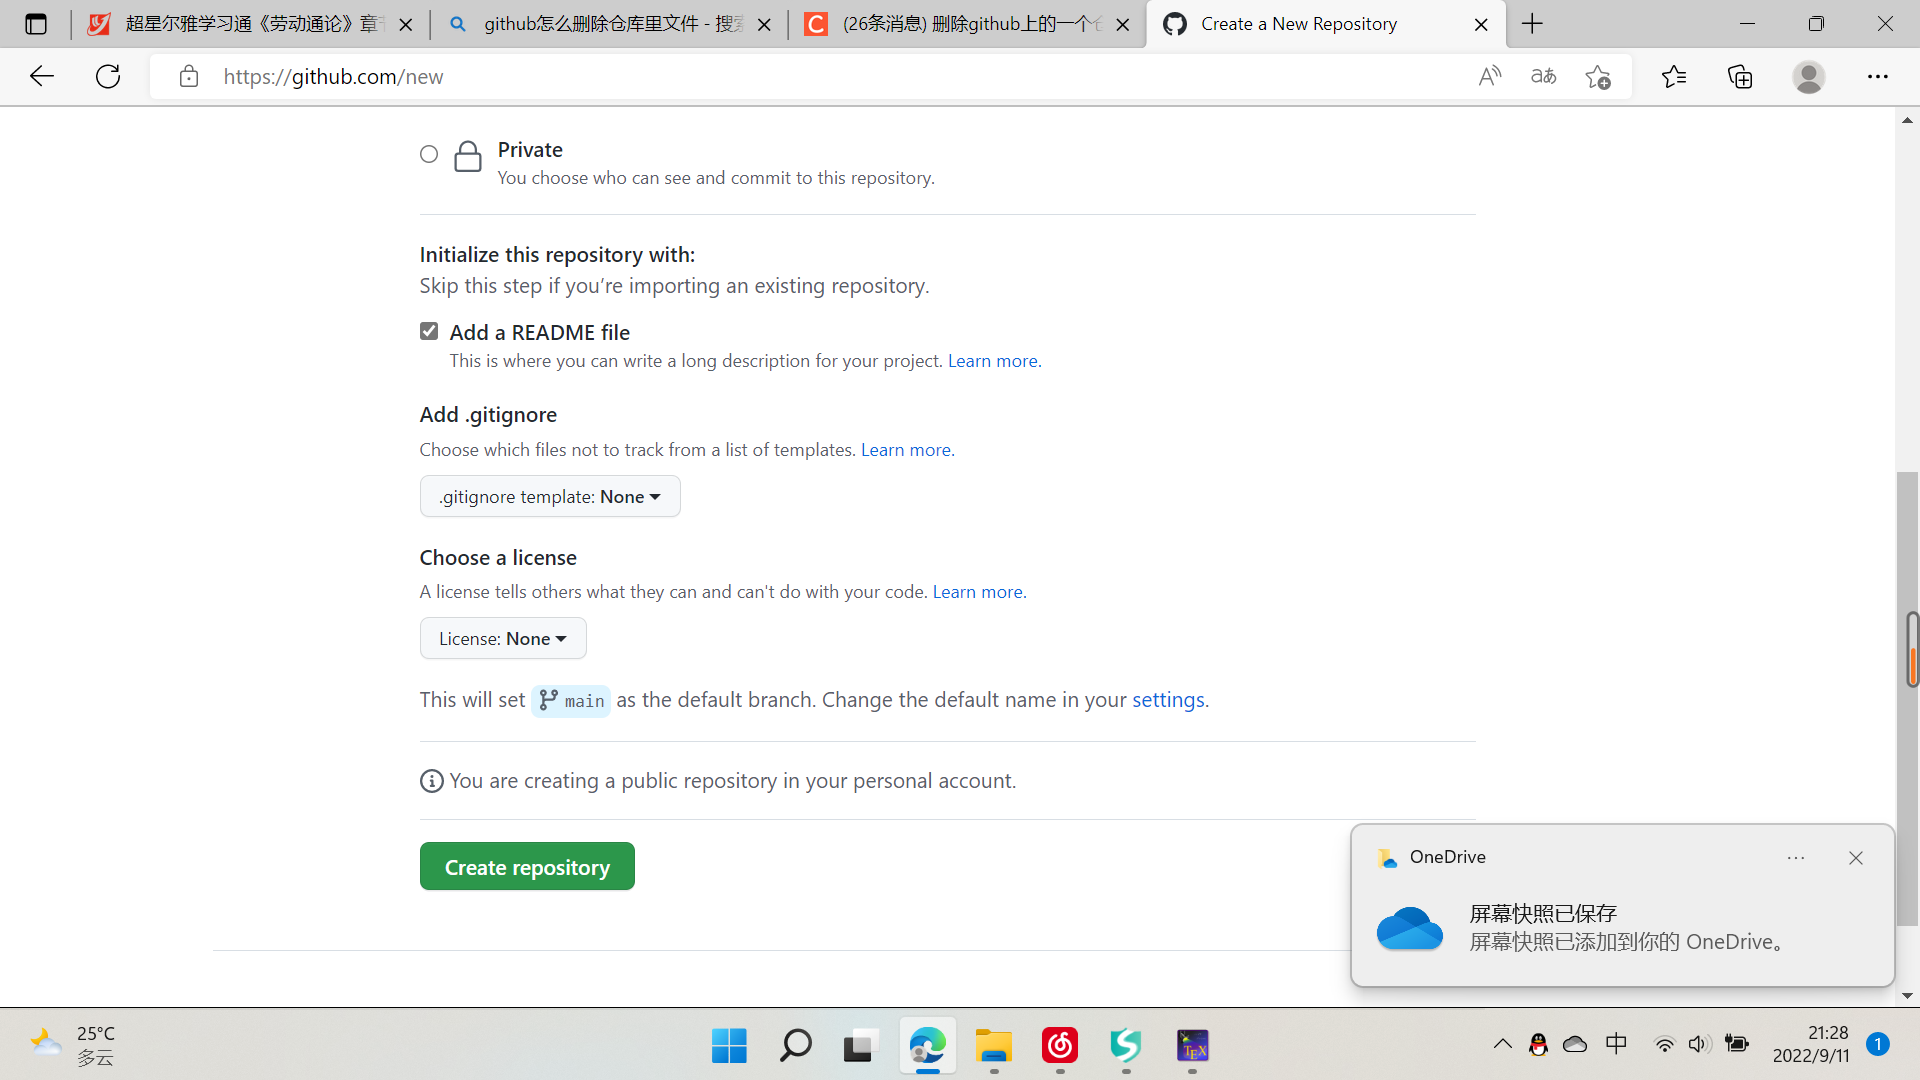 超星尔雅学习通《劳动通论》章
github怎么删除仓库里文件 - 搜索
(26条消息) 删除github上的一个仓
Create a New Repository
https://github.com/new
Private
You choose who can see and commit to this repository.
Initialize this repository with:
Skip this step if you’re importing an existing repository.
Add a README file
This is where you can write a long description for your project. Learn more.
Add .gitignore
Choose which files not to track from a list of templates. Learn more.
.gitignore template: None
Choose a license
A license tells others what they can and can't do with your code. Learn more.
License: None
This will set main as the default branch. Change the default name in your settings.
You are creating a public repository in your personal account.
Create repository
OneDrive
屏幕快照已保存
屏幕快照已添加到你的 OneDrive。
25°C
多云
中
21:28
2022/9/11
1